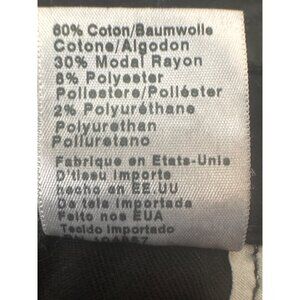 60% Coton/Baumwolle
Cotone/Algodon
30% Modal Rayon
8% Polyester
Poliestere/Poliéster
2% Polyuréthane
Polyurethan
Poliuretano
Fabrique en Etats-Unis
D'tissu importe
hecho en EE.UU
De tela importada
Feito nos EUA
Tecido importado